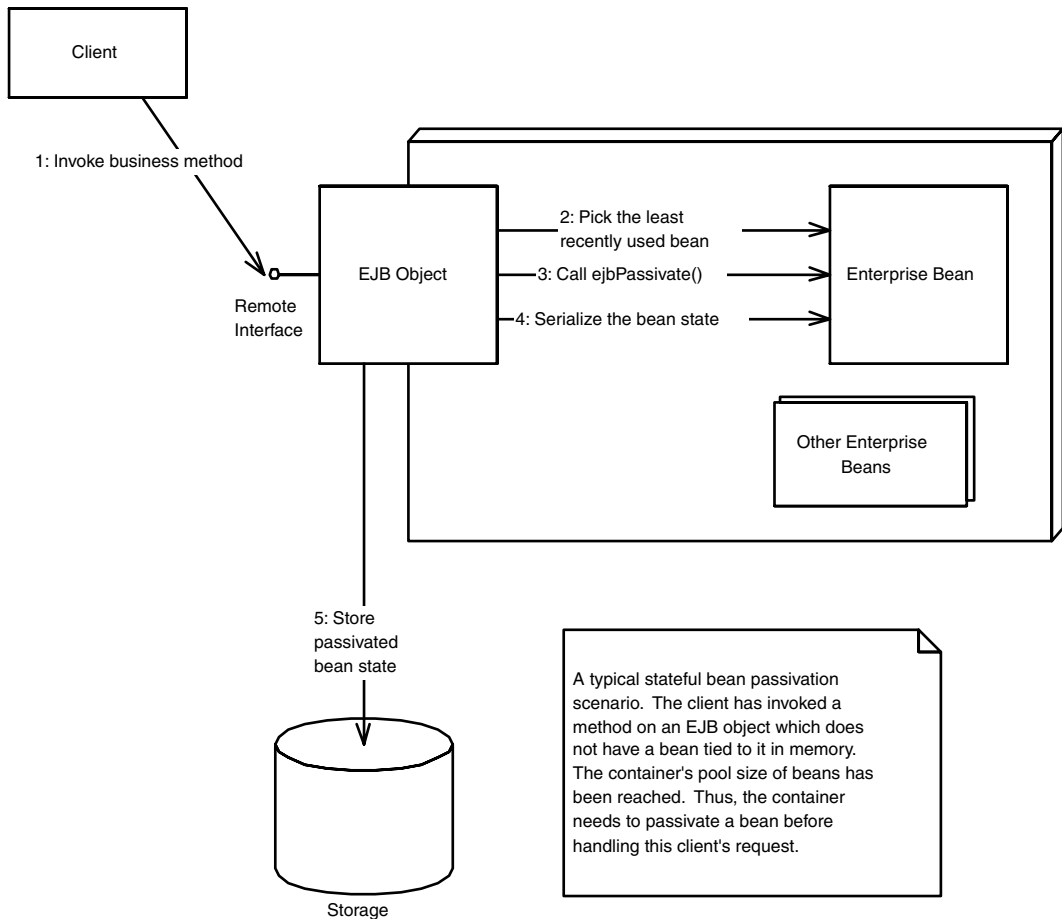 Client
1: Invoke business method
2: Pick the least
recently used bean
EJB Object
3: Call ejbPassivate()
Enterprise Bean
Remote
Interface
4: Serialize the bean state
Other Enterprise
Beans
5: Store
passivated
bean state
A typical stateful bean passivation
scenario. The client has invoked a
method on an EJB object which does
not have a bean tied to it in memory.
The container's pool size of beans has
been reached. Thus, the container
needs to passivate a bean before
handling this client's request.
Storage